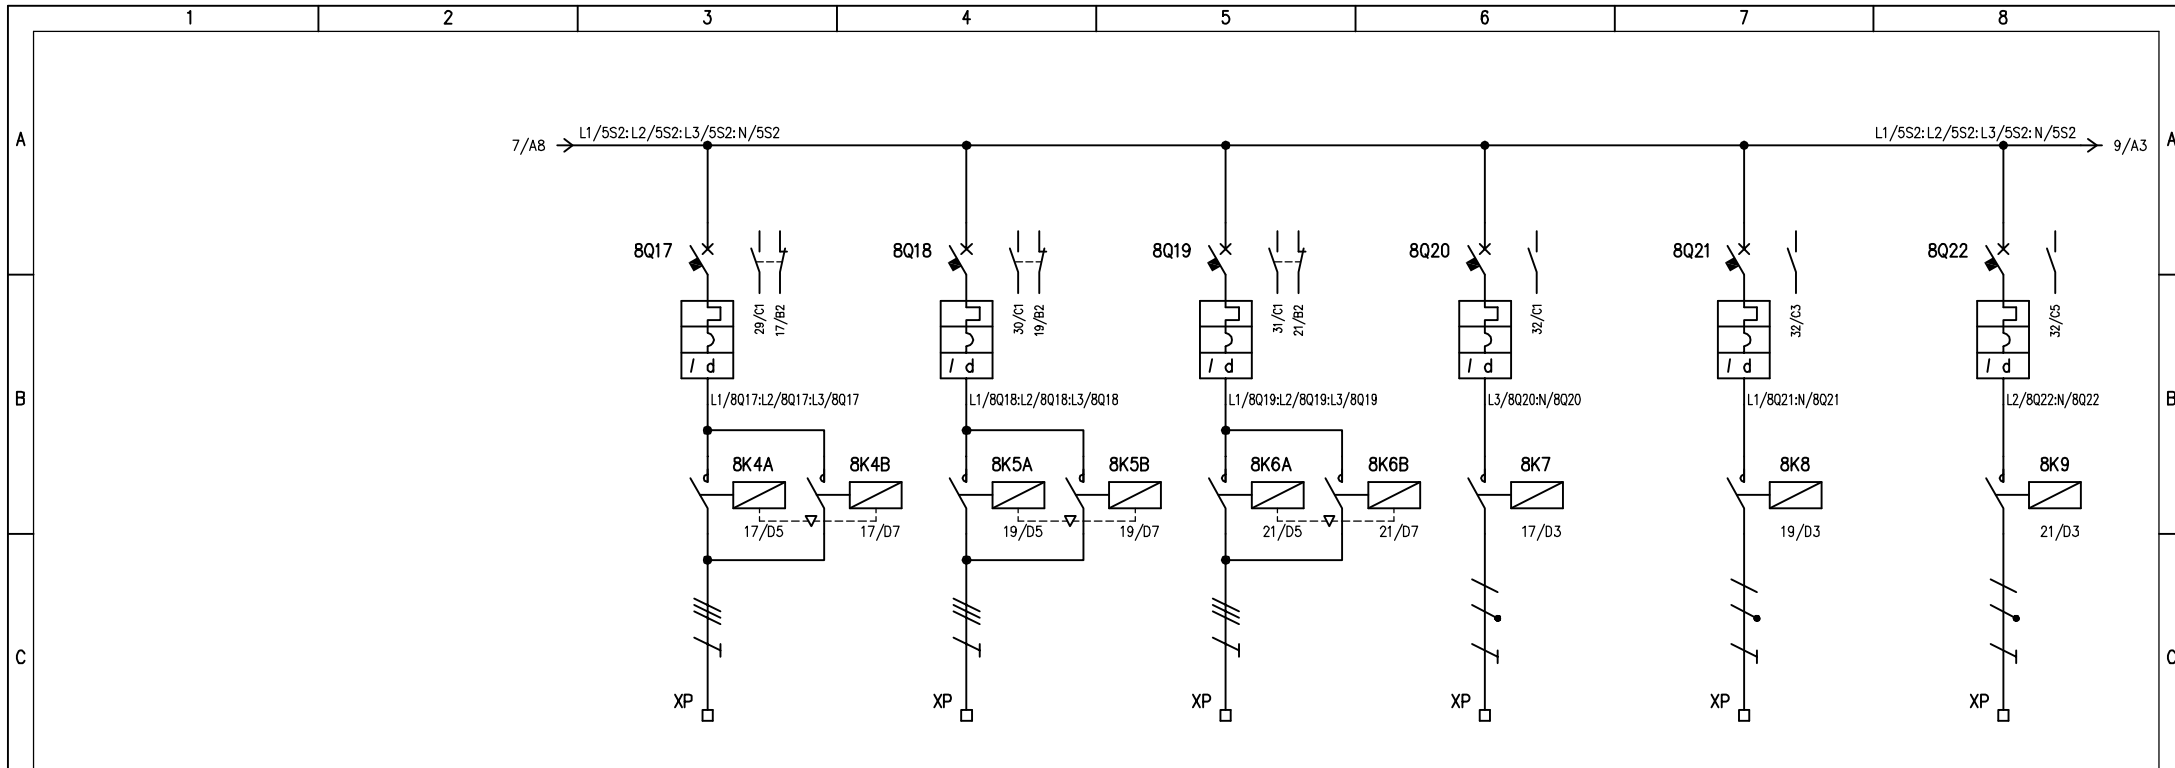 1 2 3 4 5 6 7 8
A A
L1/5S2:L2/5S2:L3/5S2:N/5S2 L1/5S2:L2/5S2:L3/5S2:N/5S2
7/A8 9/A3
8Q17 8Q18 8Q19 8Q20 8Q21 8Q22
29/C1 17/B2 30/C1 19/B2 31/C1 21/B2 32/C1 32/C3 32/C5
I d I d I d I d I d I d
B B
L1/8Q17:L2/8Q17:L3/8Q17 L1/8Q18:L2/8Q18:L3/8Q18 L1/8Q19:L2/8Q19:L3/8Q19 L3/8Q20:N/8Q20 L1/8Q21:N/8Q21 L2/8Q22:N/8Q22
8K4A 8K4B 8K5A 8K5B 8K6A 8K6B 8K7 8K8 8K9
17/D5 17/D7 19/D5 19/D7 21/D5 21/D7 17/D3 19/D3 21/D3
C C
XP XP XP XP XP XP